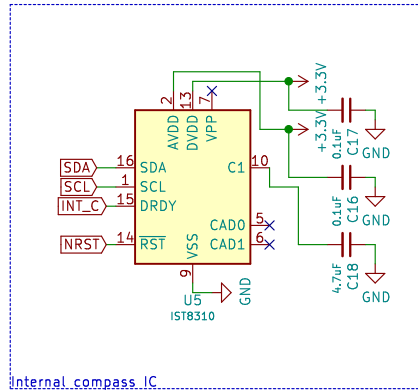 +3.3V
2
13
7
AVDD
DVDD
VPP
0.1uF
C17
GND
+3.3V
SDA
16
SDA
C1
10
SCL
1
SCL
INT_C
15
DRDY
0.1uF
C16
GND
CAD0
5
NRST
14
RST
CAD1
6
VSS
9
4.7uF
C18
GND
GND
U5
IST8310
Internal compass IC